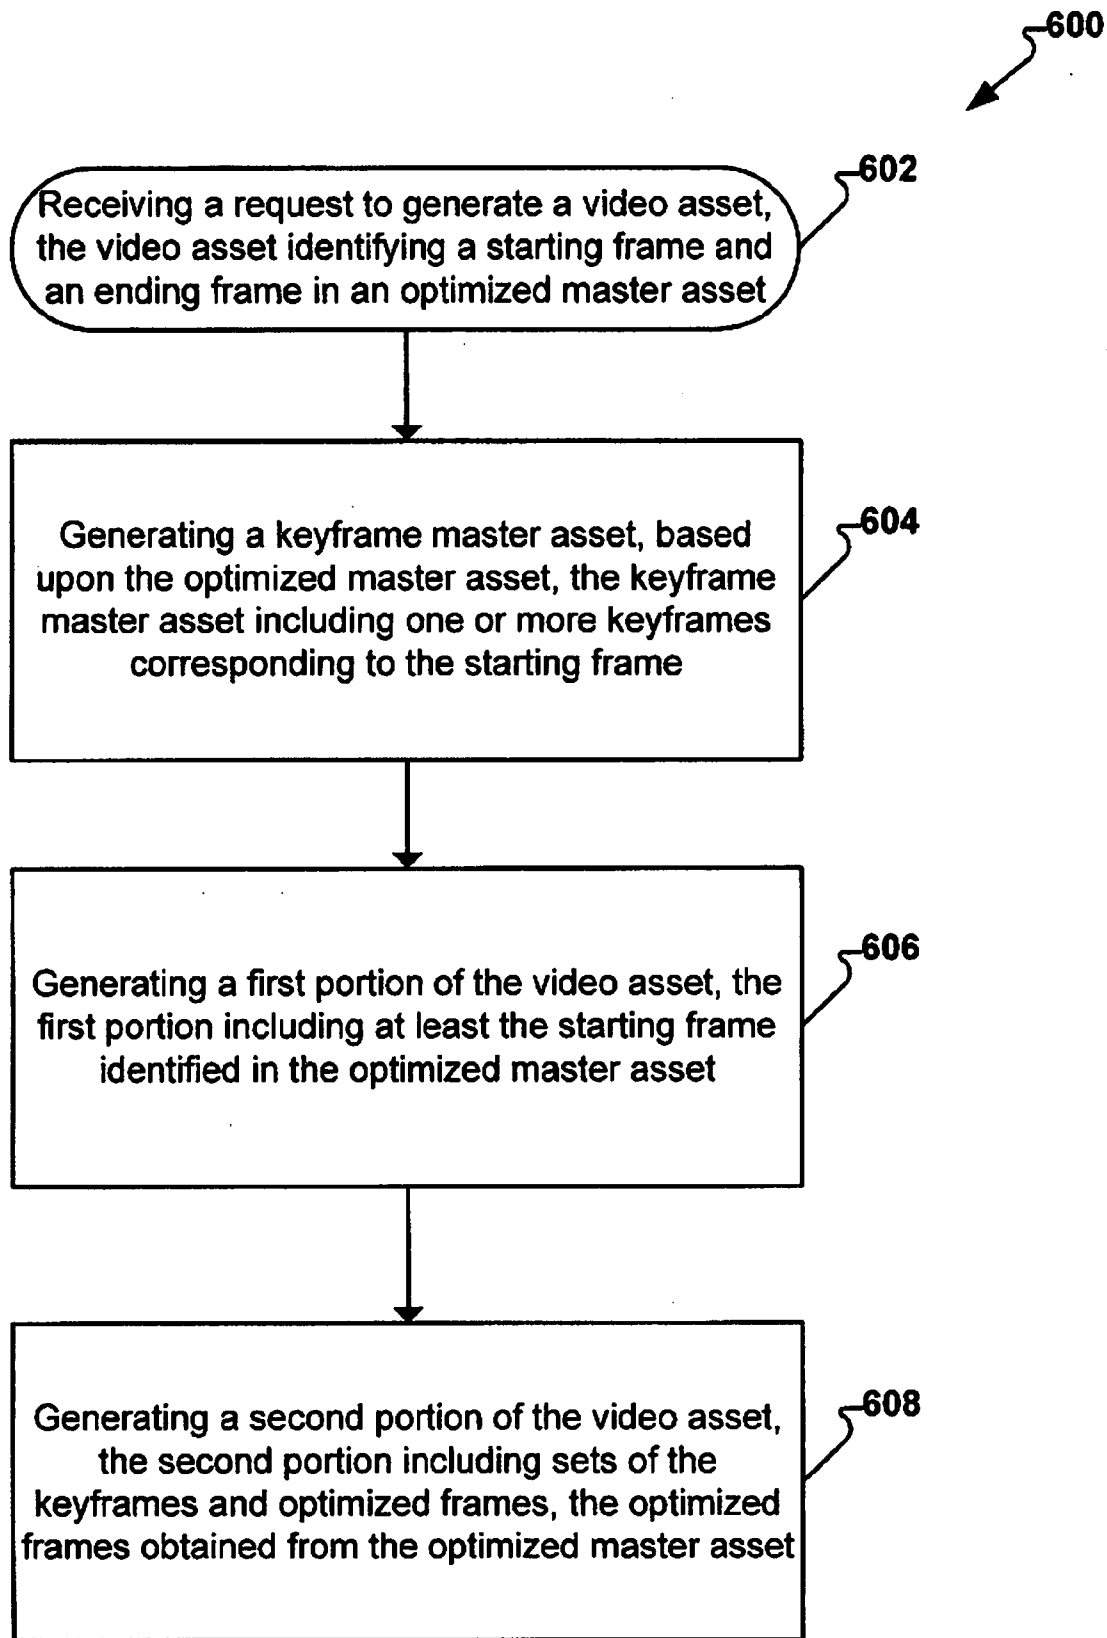 600
602
Receiving a request to generate a video asset,
the video asset identifying a starting frame and
an ending frame in an optimized master asset
604
Generating a keyframe master asset, based
upon the optimized master asset, the keyframe
master asset including one or more keyframes
corresponding to the starting frame
606
Generating a first portion of the video asset, the
first portion including at least the starting frame
identified in the optimized master asset
608
Generating a second portion of the video asset,
the second portion including sets of the
keyframes and optimized frames, the optimized
frames obtained from the optimized master asset